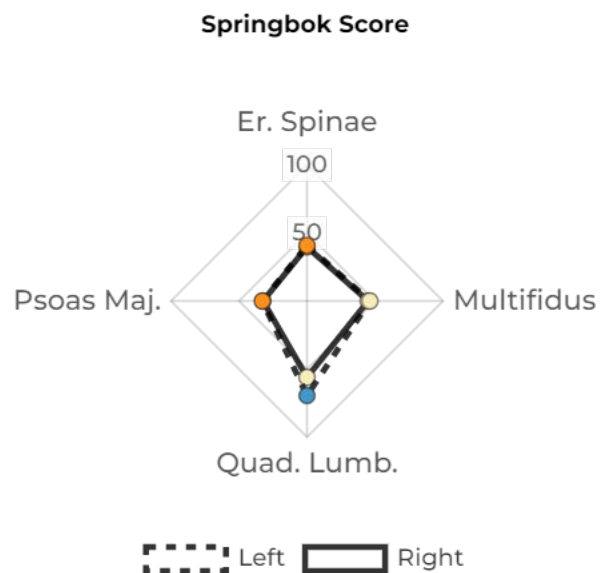 Springbok Score
Er. Spinae
100
50
Psoas Maj.
Multifidus
Quad. Lumb.
Left
Right